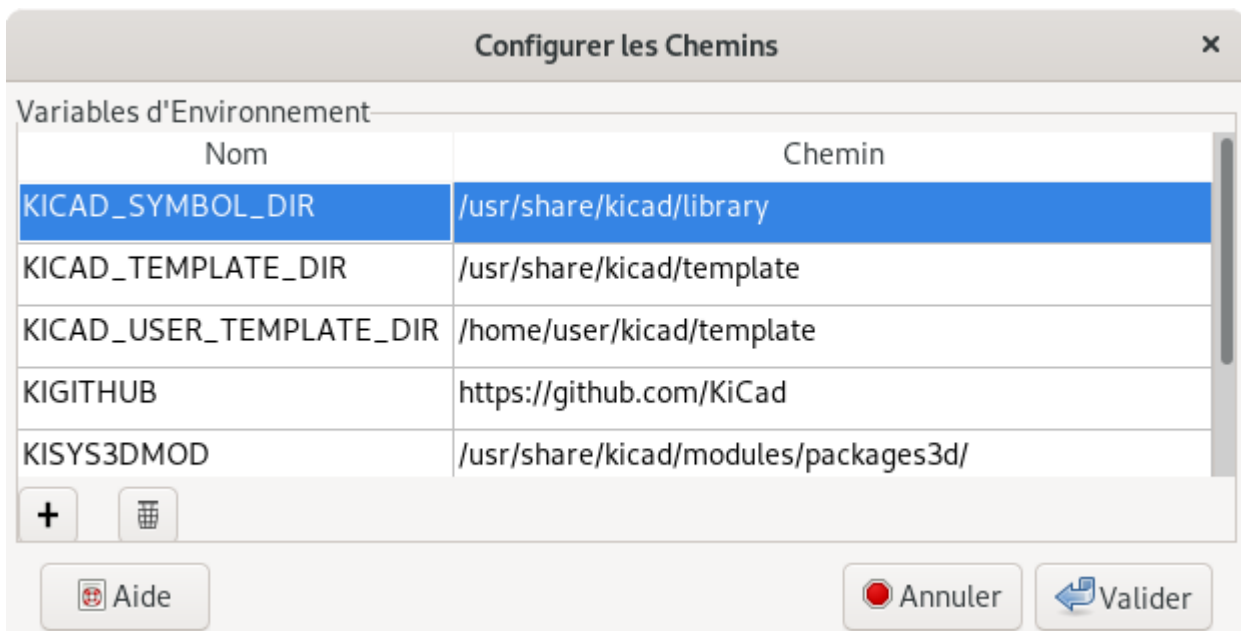 Configurer les Chemins
Variables d'Environnement
Nom Chemin
KICAD_SYMBOL_DIR /usr/share/kicad/library
KICAD_TEMPLATE_DIR /usr/share/kicad/template
KICAD_USER_TEMPLATE_DIR /home/user/kicad/template
KIGITHUB https://github.com/KiCad
KISYS3DMOD /usr/share/kicad/modules/packages3d/
Aide Annuler Valider